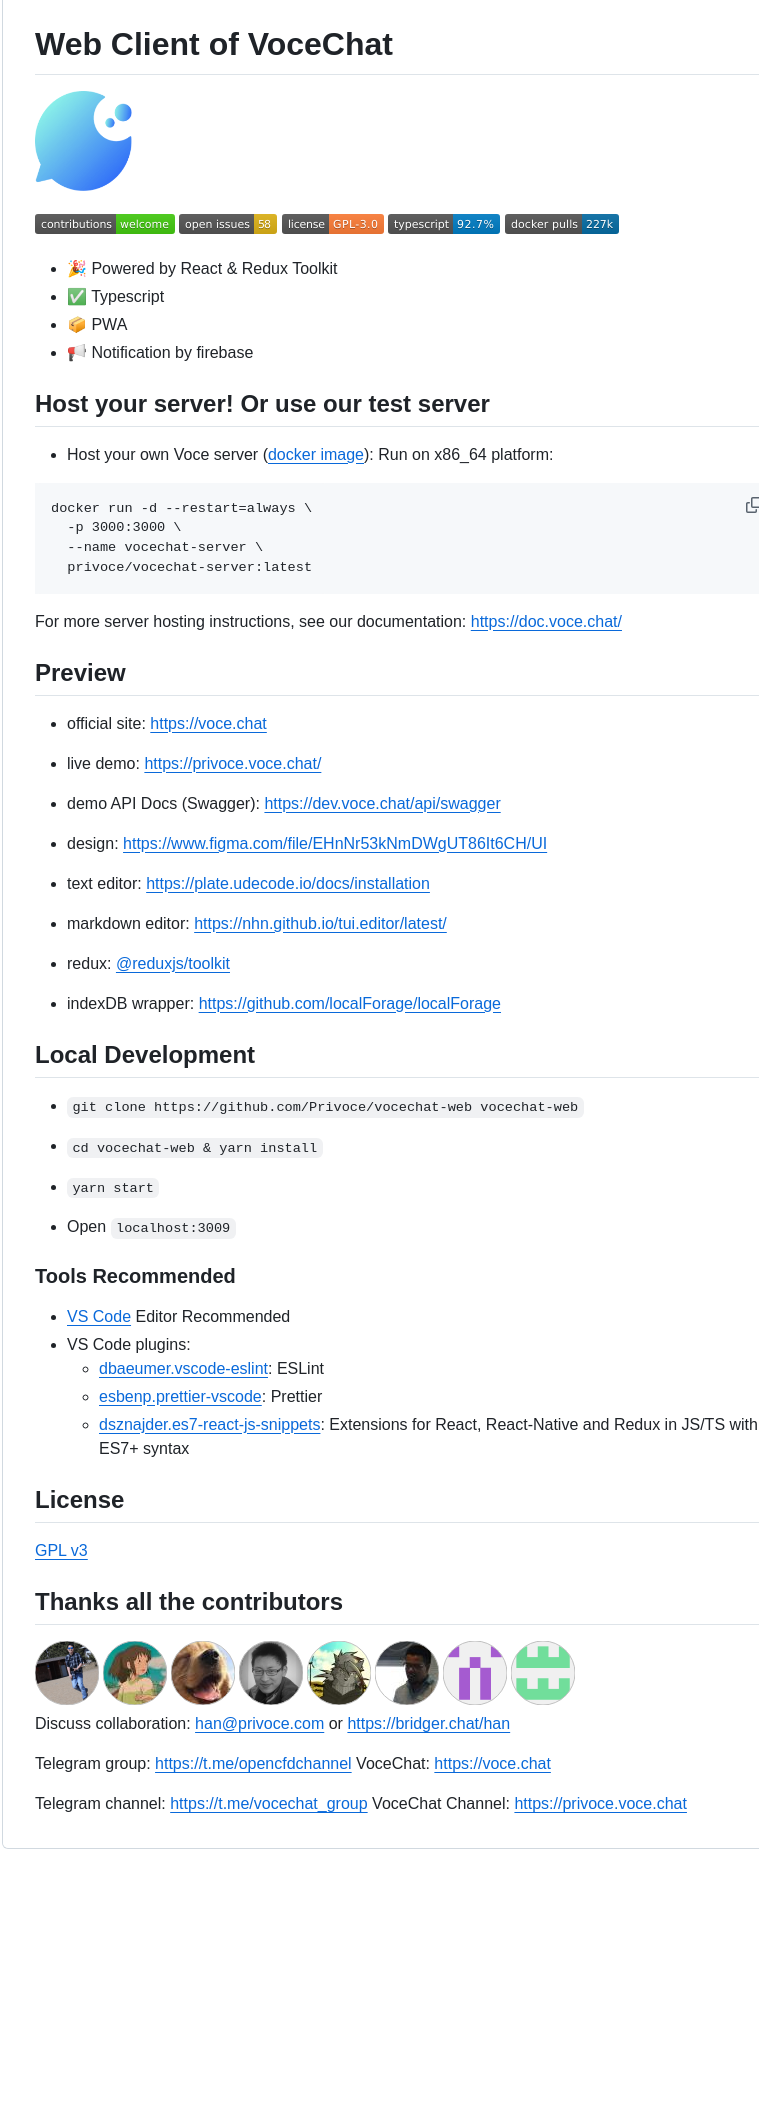 Web Client of VoceChat
contributions welcome open issues 58 license GPL-3.0 typescript 92.7% docker pulls 227k
🎉 Powered by React & Redux Toolkit
✅ Typescript
📦 PWA
📢 Notification by firebase
Host your server! Or use our test server
Host your own Voce server (docker image): Run on x86_64 platform:
docker run -d --restart=always \
-p 3000:3000 \
--name vocechat-server \
privoce/vocechat-server:latest
For more server hosting instructions, see our documentation: https://doc.voce.chat/
Preview
official site: https://voce.chat
live demo: https://privoce.voce.chat/
demo API Docs (Swagger): https://dev.voce.chat/api/swagger
design: https://www.figma.com/file/EHnNr53kNmDWgUT86It6CH/UI
text editor: https://plate.udecode.io/docs/installation
markdown editor: https://nhn.github.io/tui.editor/latest/
redux: @reduxjs/toolkit
indexDB wrapper: https://github.com/localForage/localForage
Local Development
git clone https://github.com/Privoce/vocechat-web vocechat-web
cd vocechat-web & yarn install
yarn start
Open localhost:3009
Tools Recommended
VS Code Editor Recommended
VS Code plugins:
dbaeumer.vscode-eslint: ESLint
esbenp.prettier-vscode: Prettier
dsznajder.es7-react-js-snippets: Extensions for React, React-Native and Redux in JS/TS with
ES7+ syntax
License
GPL v3
Thanks all the contributors
Discuss collaboration: han@privoce.com or https://bridger.chat/han
Telegram group: https://t.me/opencfdchannel VoceChat: https://voce.chat
Telegram channel: https://t.me/vocechat_group VoceChat Channel: https://privoce.voce.chat